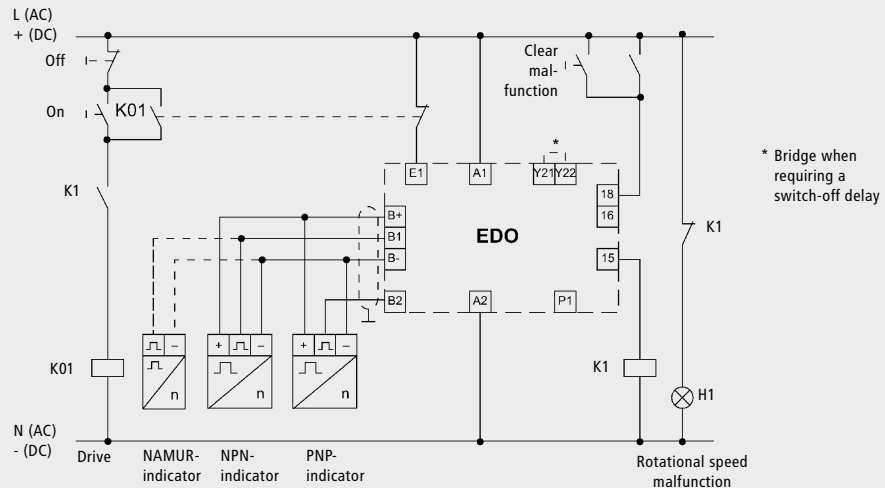 L (AC)
+ (DC)
Off
On
K01
Clear
mal-
function
*
* Bridge when
requiring a
switch-off delay
E1
A1
Y21
Y22
K1
18
16
K1
B+
B1
B-
EDO
15
B2
A2
P1
K01
+
-
+
-
-
n
n
n
K1
H1
N (AC)
- (DC)
Drive
NAMUR-
indicator
NPN-
indicator
PNP-
indicator
Rotational speed
malfunction